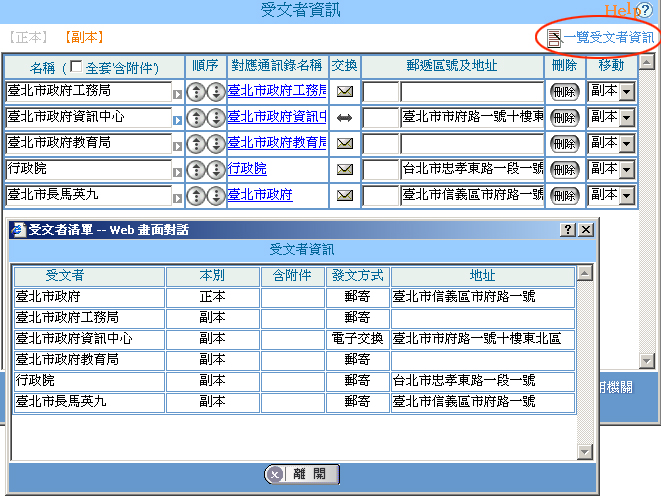 受文者資訊
Help ?
【正本】 【副本】
一覽受文者資訊
名稱 ( 全套'含附件') 順序 對應通訊錄名稱 交換 郵遞區號及地址 刪除 移動
臺北市政府工務局 臺北市政府工務局 刪除 副本
臺北市政府資訊中心 臺北市政府資訊中 臺北市市府路一號十樓東 刪除 副本
臺北市政府教育局 臺北市政府教育局 刪除 副本
行政院 行政院 台北市忠孝東路一段一號 刪除 副本
臺北市長馬英九 臺北市政府 臺北市信義區市府路一號 刪除 副本
受文者清單 -- Web 畫面對話
受文者資訊
受文者 本別 含附件 發文方式 地址
臺北市政府 正本 郵寄 臺北市信義區市府路一號
臺北市政府工務局 副本 郵寄
臺北市政府資訊中心 副本 電子交換 臺北市市府路一號十樓東北區
臺北市政府教育局 副本 郵寄
行政院 副本 郵寄 台北市忠孝東路一段一號
臺北市長馬英九 副本 郵寄 臺北市信義區市府路一號
用機關
離 開